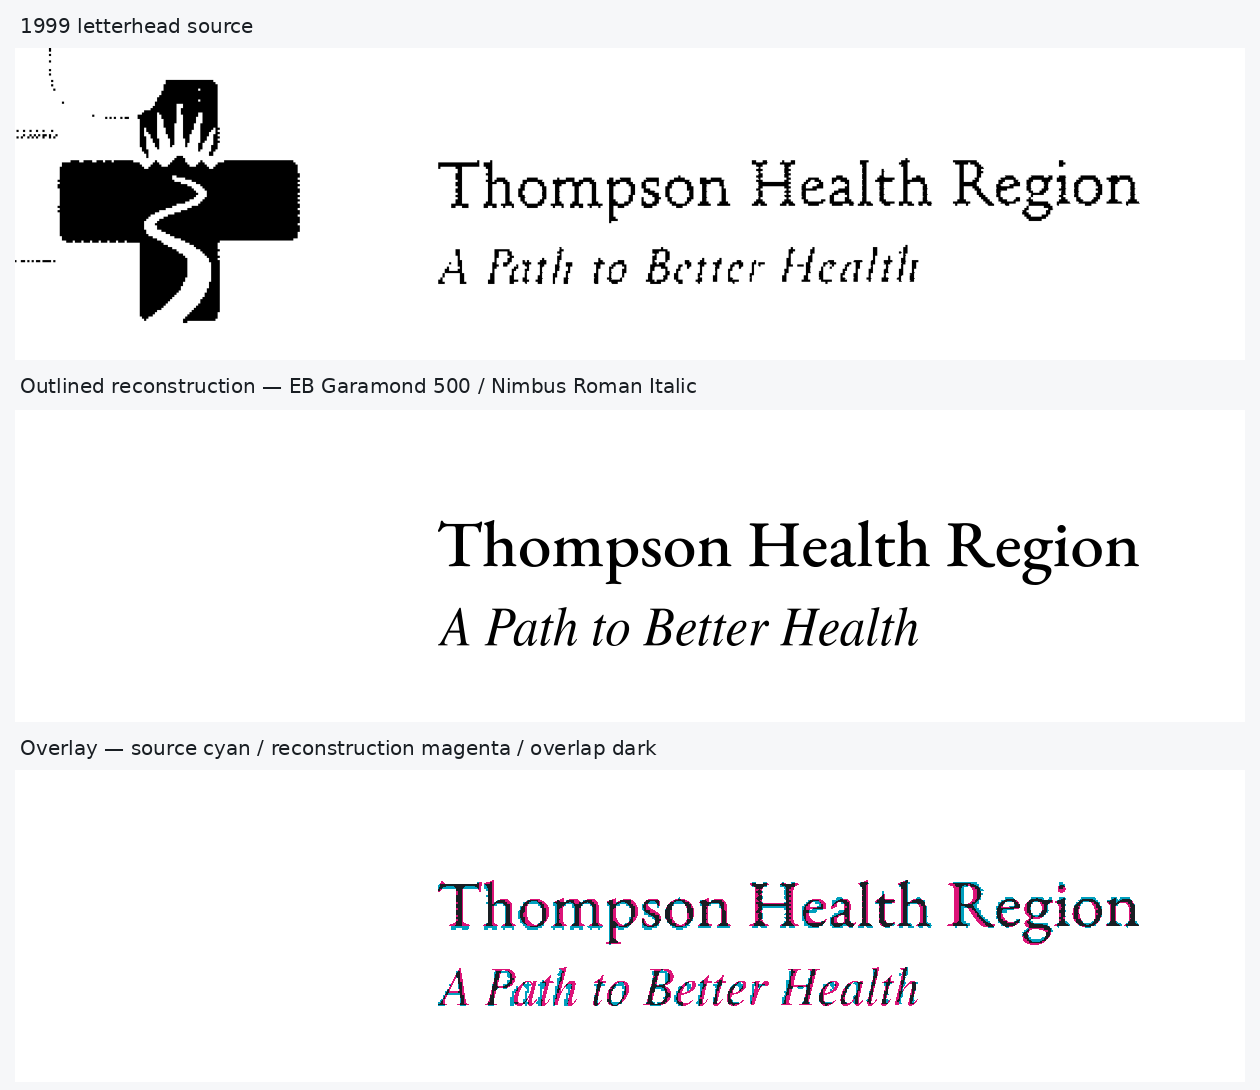 1999 letterhead source
Thompson Health Region
A Path to Better Health
Outlined reconstruction — EB Garamond 500 / Nimbus Roman Italic
Thompson Health Region
A Path to Better Health
Overlay — source cyan / reconstruction magenta / overlap dark
Thompson Health Region
A Path to Better Health